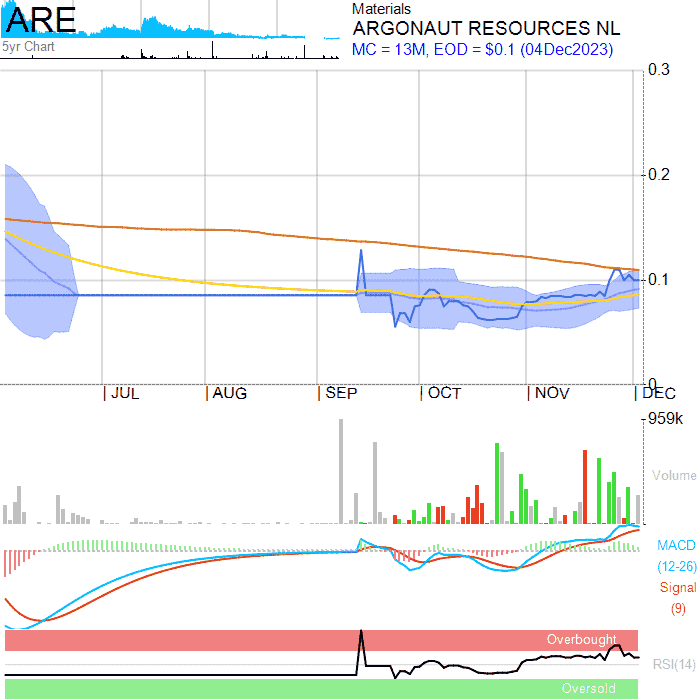 ARE
5yr Chart
Materials
ARGONAUT RESOURCES NL
MC = 13M, EOD = $0.1 (04Dec2023)
0.3
0.2
0.1
0
JUL
AUG
SEP
OCT
NOV
DEC
959k
Volume
MACD
(12-26)
Signal
(9)
Overbought
RSI(14)
Oversold